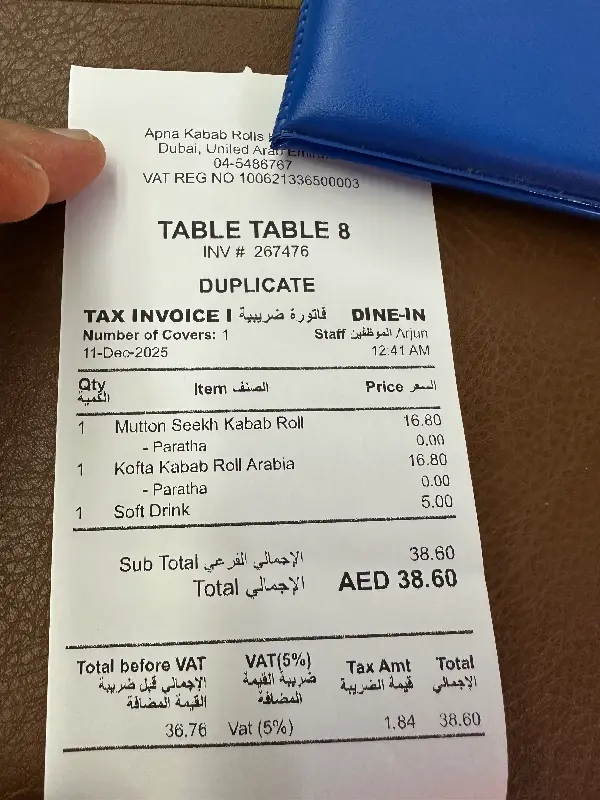 Apna Kabab Rolls
Dubai, United Arab
04-5486767
VAT REG NO 100621336500003
TABLE TABLE 8
INV # 267476
DUPLICATE
TAX INVOICE I فاتورة ضريبية DINE-IN
Number of Covers: 1 Staff الموظفين Arjun
11-Dec-2025 12:41 AM
Qty Item الصنف Price السعر
الكمية
1 Mutton Seekh Kabab Roll 16.80
- Paratha 0.00
1 Kofta Kabab Roll Arabia 16.80
- Paratha 0.00
1 Soft Drink 5.00
Sub Total الإجمالي الفرعي 38.60
Total الإجمالي AED 38.60
Total before VAT VAT(5%) Tax Amt Total
الإجمالي قبل ضريبة ضريبة القيمة قيمة الضريبة الإجمالي
القيمة المضافة المضافة
36.76 Vat (5%) 1.84 38.60